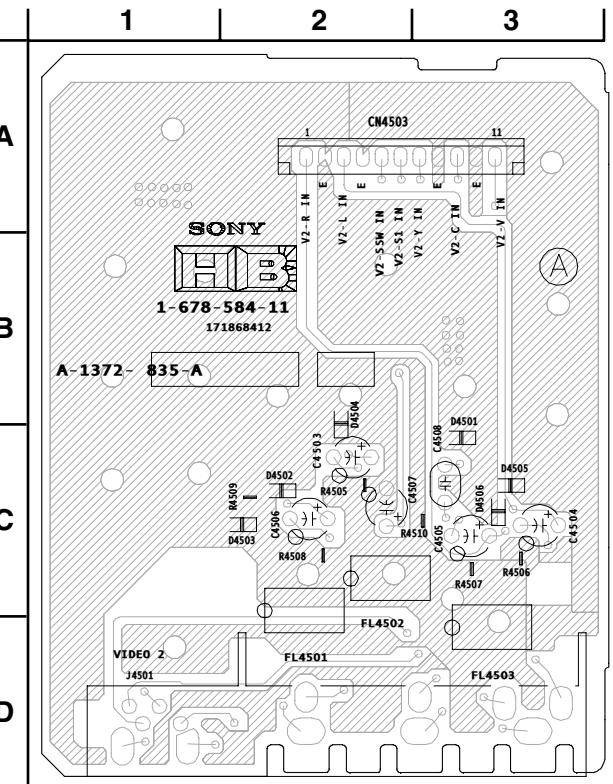 1 2 3
A
CN4503
1 11
E E E E
V2-R IN
V2-L IN
V2-SSW IN
V2-S1 IN
V2-Y IN
V2-C IN
V2-V IN
SONY
HB
A
1-678-584-11
171868412
B
A-1372- 835-A
D4504
C4503
C4508
D4501
D4502
R4505
C4507
D4505
D4506
R4509
C4506
D4503
R4508
R4510
C4505
C4504
R4507
R4506
C
FL4502
VIDEO 2
FL4501
J4501
FL4503
D